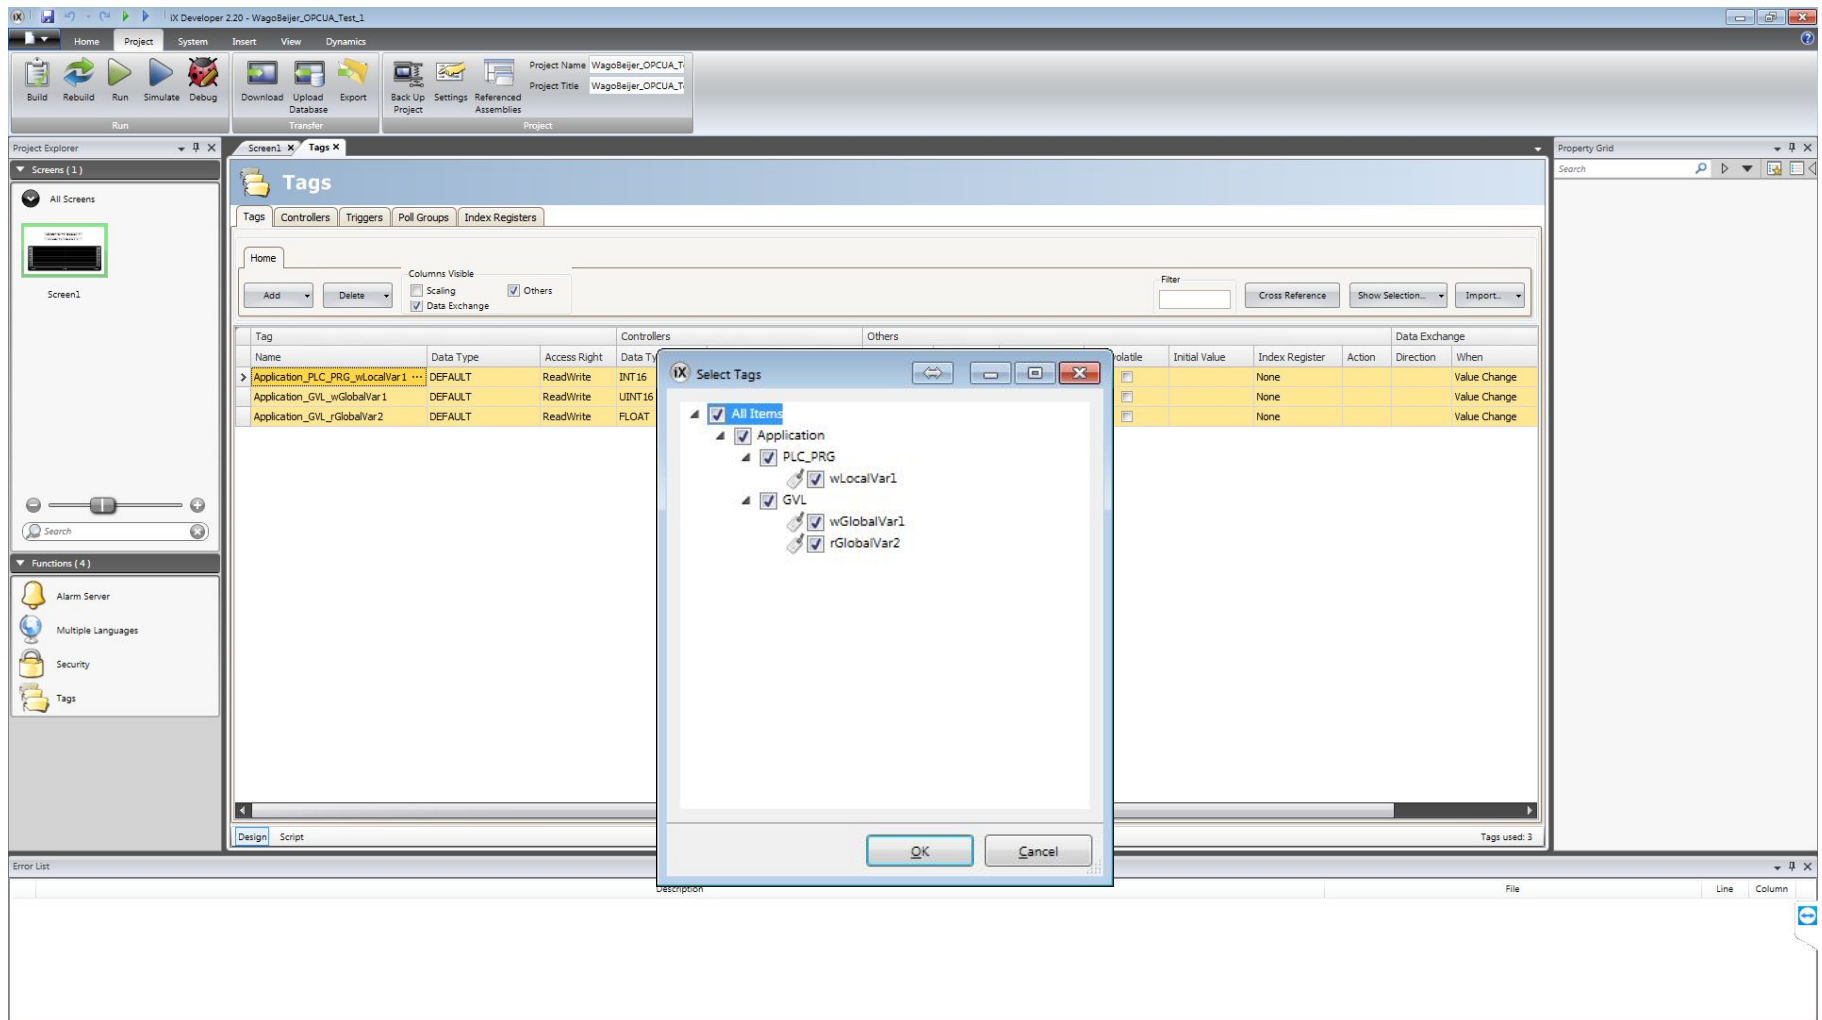 iX Developer 2.20 - WagoBeijer_OPCUA_Test_1
Home Project System Insert View Dynamics
Project Name WagoBeijer_OPCUA_T
Project Title WagoBeijer_OPCUA_T
Build Rebuild Run Simulate Debug Download Upload Database Export Back Up Project Settings Referenced Assemblies
Run Transfer Project
Project Explorer
Screen1 Tags
Property Grid
Screens (1)
Search
All Screens
Tags
Tags Controllers Triggers Poll Groups Index Registers
Home
Columns Visible
Filter
Screen1
Add Delete Scaling Others
Data Exchange
Cross Reference Show Selection... Import...
Tag Controllers Others Data Exchange
Name Data Type Access Right Data Ty olatile Initial Value Index Register Action Direction When
Application_PLC_PRG_wLocalVar1 ... DEFAULT ReadWrite INT16 None Value Change
Application_GVL_wGlobalVar1 DEFAULT ReadWrite UINT16 None Value Change
Application_GVL_rGlobalVar2 DEFAULT ReadWrite FLOAT None Value Change
iX Select Tags
All Items
Application
PLC_PRG
wLocalVar1
GVL
wGlobalVar1
rGlobalVar2
OK Cancel
Search
Functions (4)
Alarm Server
Multiple Languages
Security
Tags
Design Script
Tags used: 3
Error List
Description File Line Column